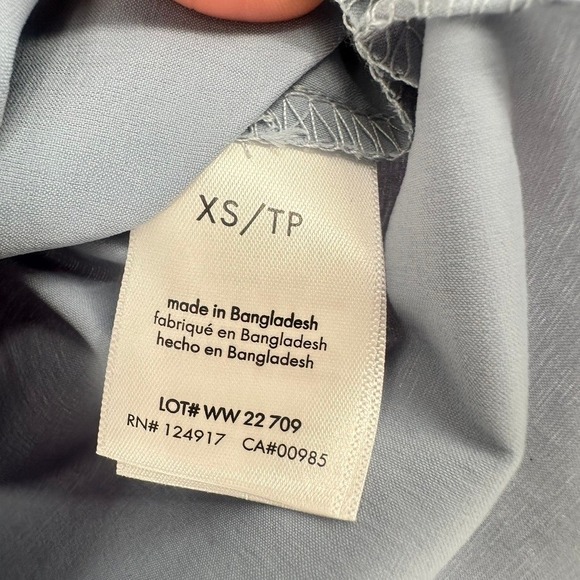 XS/TP
made in Bangladesh
fabriqué en Bangladesh
hecho en Bangladesh
LOT# WW 22 709
RN# 124917 CA#00985